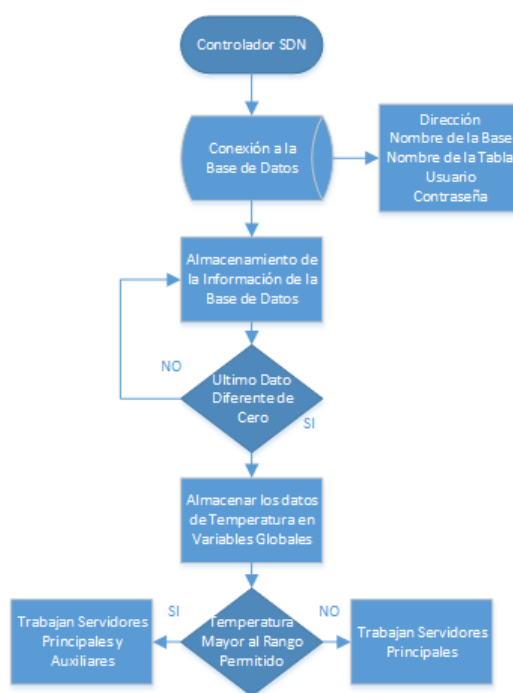 Controlador SDN
Conexión a la
Base de Datos
Dirección
Nombre de la Base
Nombre de la Tabla
Usuario
Contraseña
Almacenamiento de
la Información de la
Base de Datos
NO
Ultimo Dato
Diferente de
Cero
SI
Almacenar los datos
de Temperatura en
Variables Globales
SI
Temperatura
Mayor al Rango
Permitido
NO
Trabajan Servidores
Principales y
Auxiliares
Trabajan Servidores
Principales